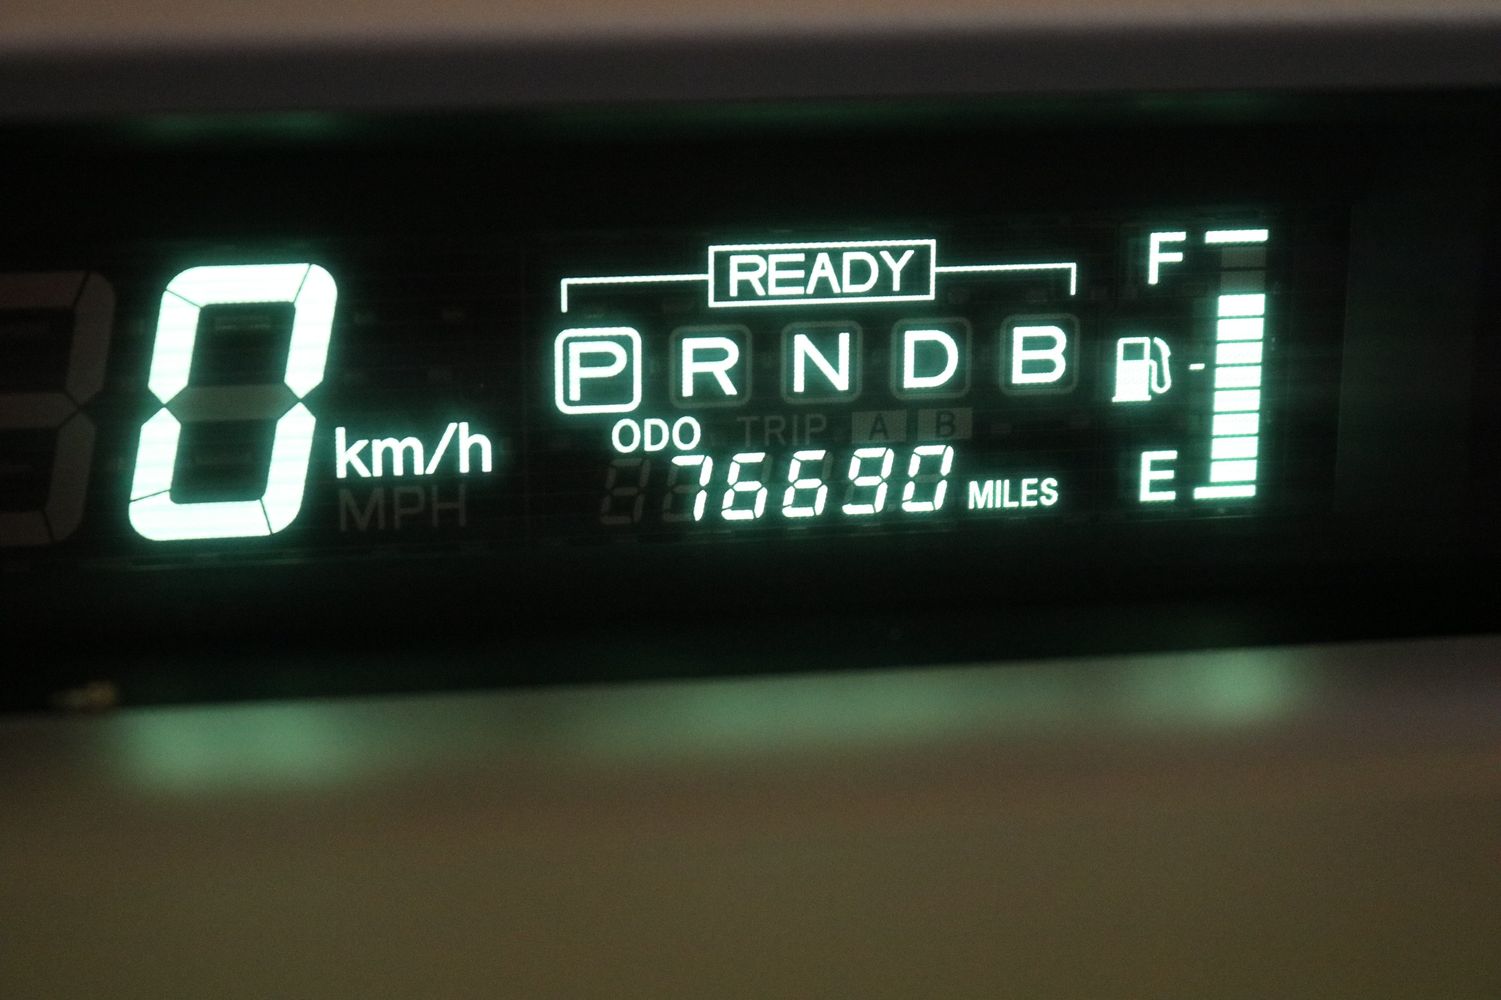 READY
F
P R N D B
0 km/h
MPH
ODO TRIP A B
76690 MILES
E